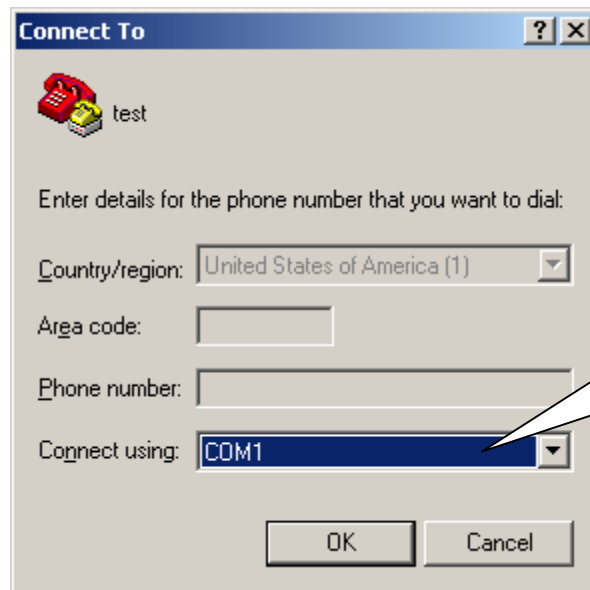 Connect To
test
Enter details for the phone number that you want to dial:
Country/region: United States of America (1)
Area code:
Phone number:
Connect using: COM1
OK Cancel